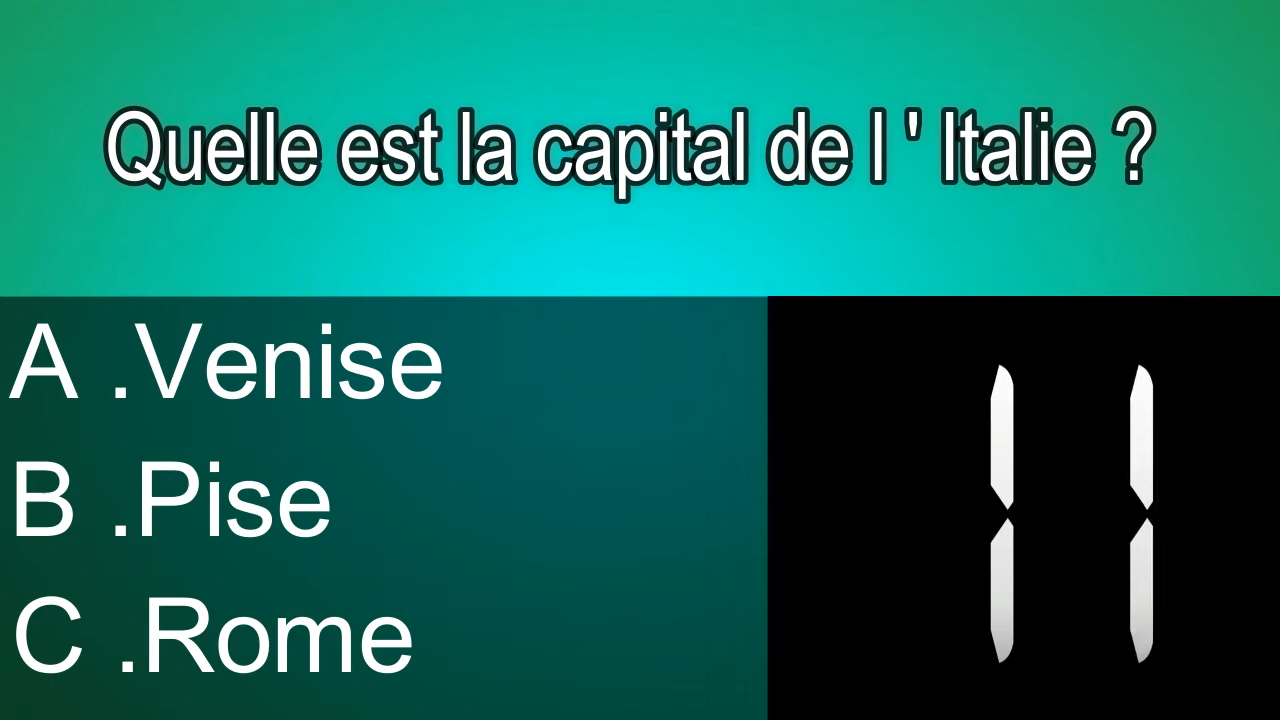 Quelle est la capital de l ' Italie ?
A .Venise
B .Pise
C .Rome
11